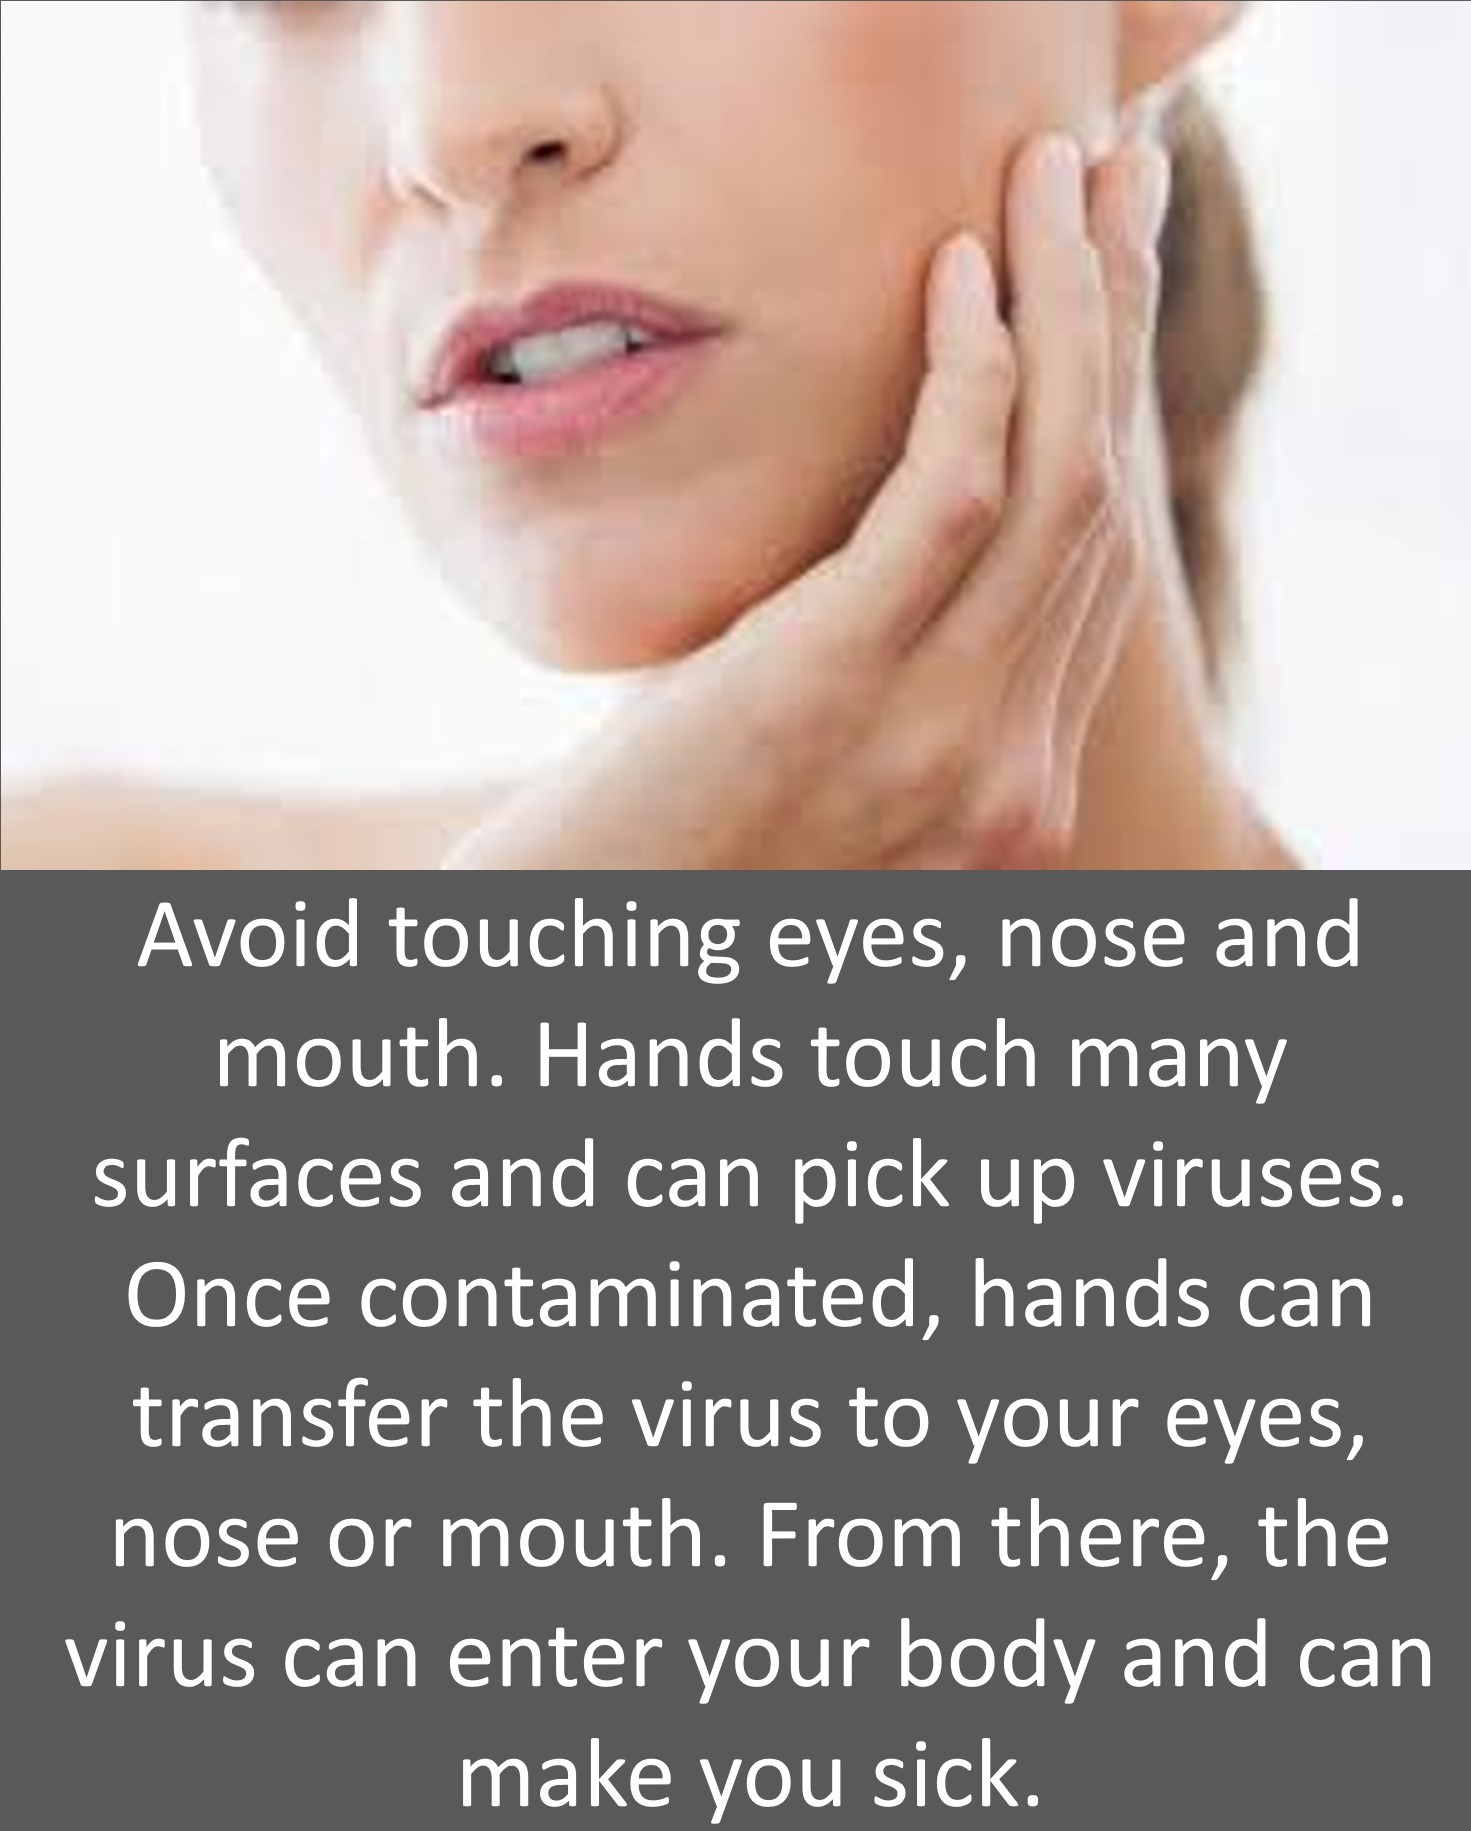 Avoid touching eyes, nose and
mouth. Hands touch many
surfaces and can pick up viruses.
Once contaminated, hands can
transfer the virus to your eyes,
nose or mouth. From there, the
virus can enter your body and can
make you sick.